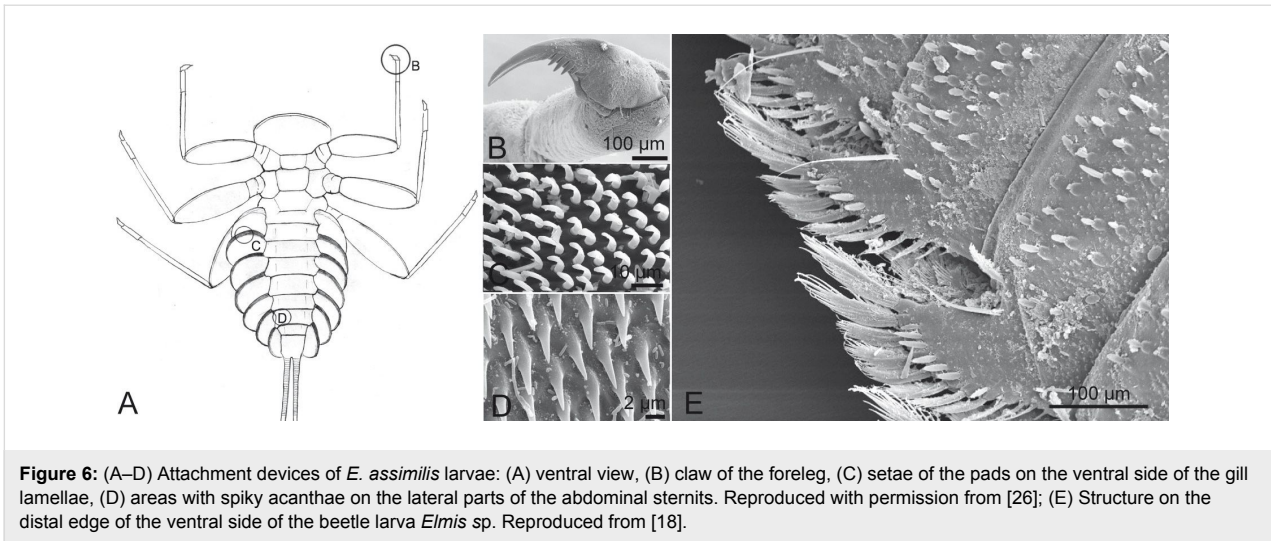 B
C
D
A
B
100 µm
C
10 µm
D
2 µm
E
100 µm
Figure 6: (A–D) Attachment devices of E. assimilis larvae: (A) ventral view, (B) claw of the foreleg, (C) setae of the pads on the ventral side of the gill
lamellae, (D) areas with spiky acanthae on the lateral parts of the abdominal sternits. Reproduced with permission from [26]; (E) Structure on the
distal edge of the ventral side of the beetle larva Elmis sp. Reproduced from [18].